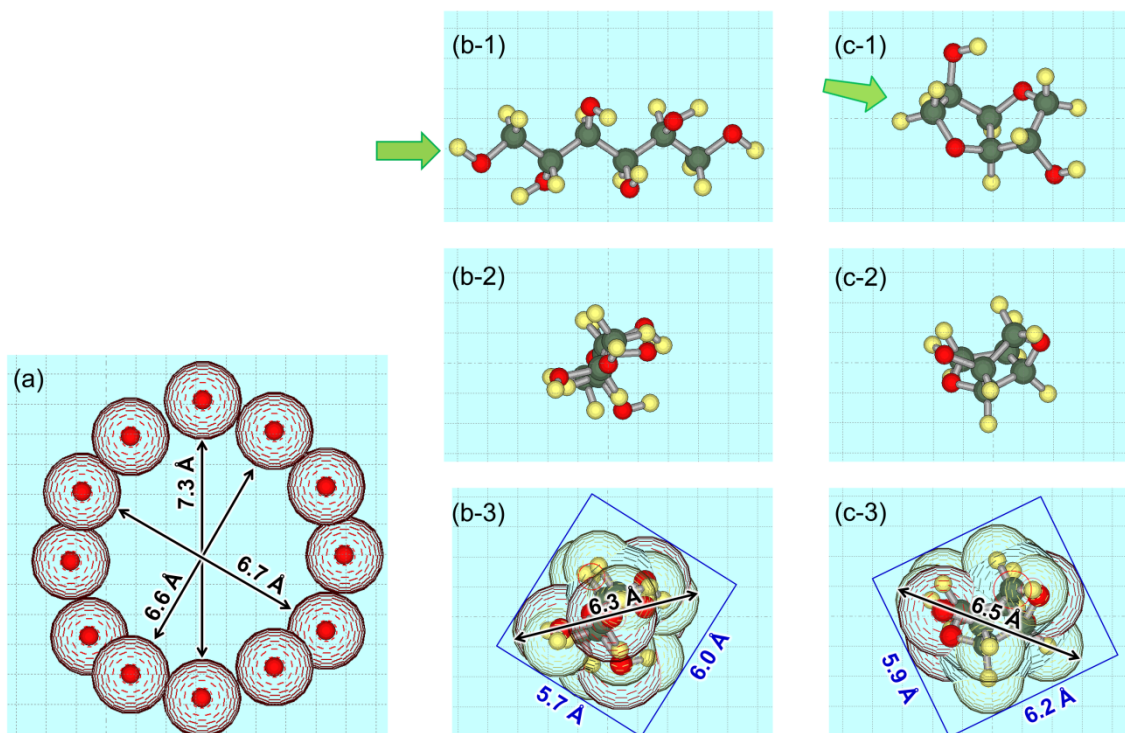 (b-1)
(c-1)
(b-2)
(c-2)
(a)
7.3 Å
6.7 Å
6.6 Å
(b-3)
6.3 Å
6.0 Å
5.7 Å
(c-3)
6.5 Å
5.9 Å
6.2 Å